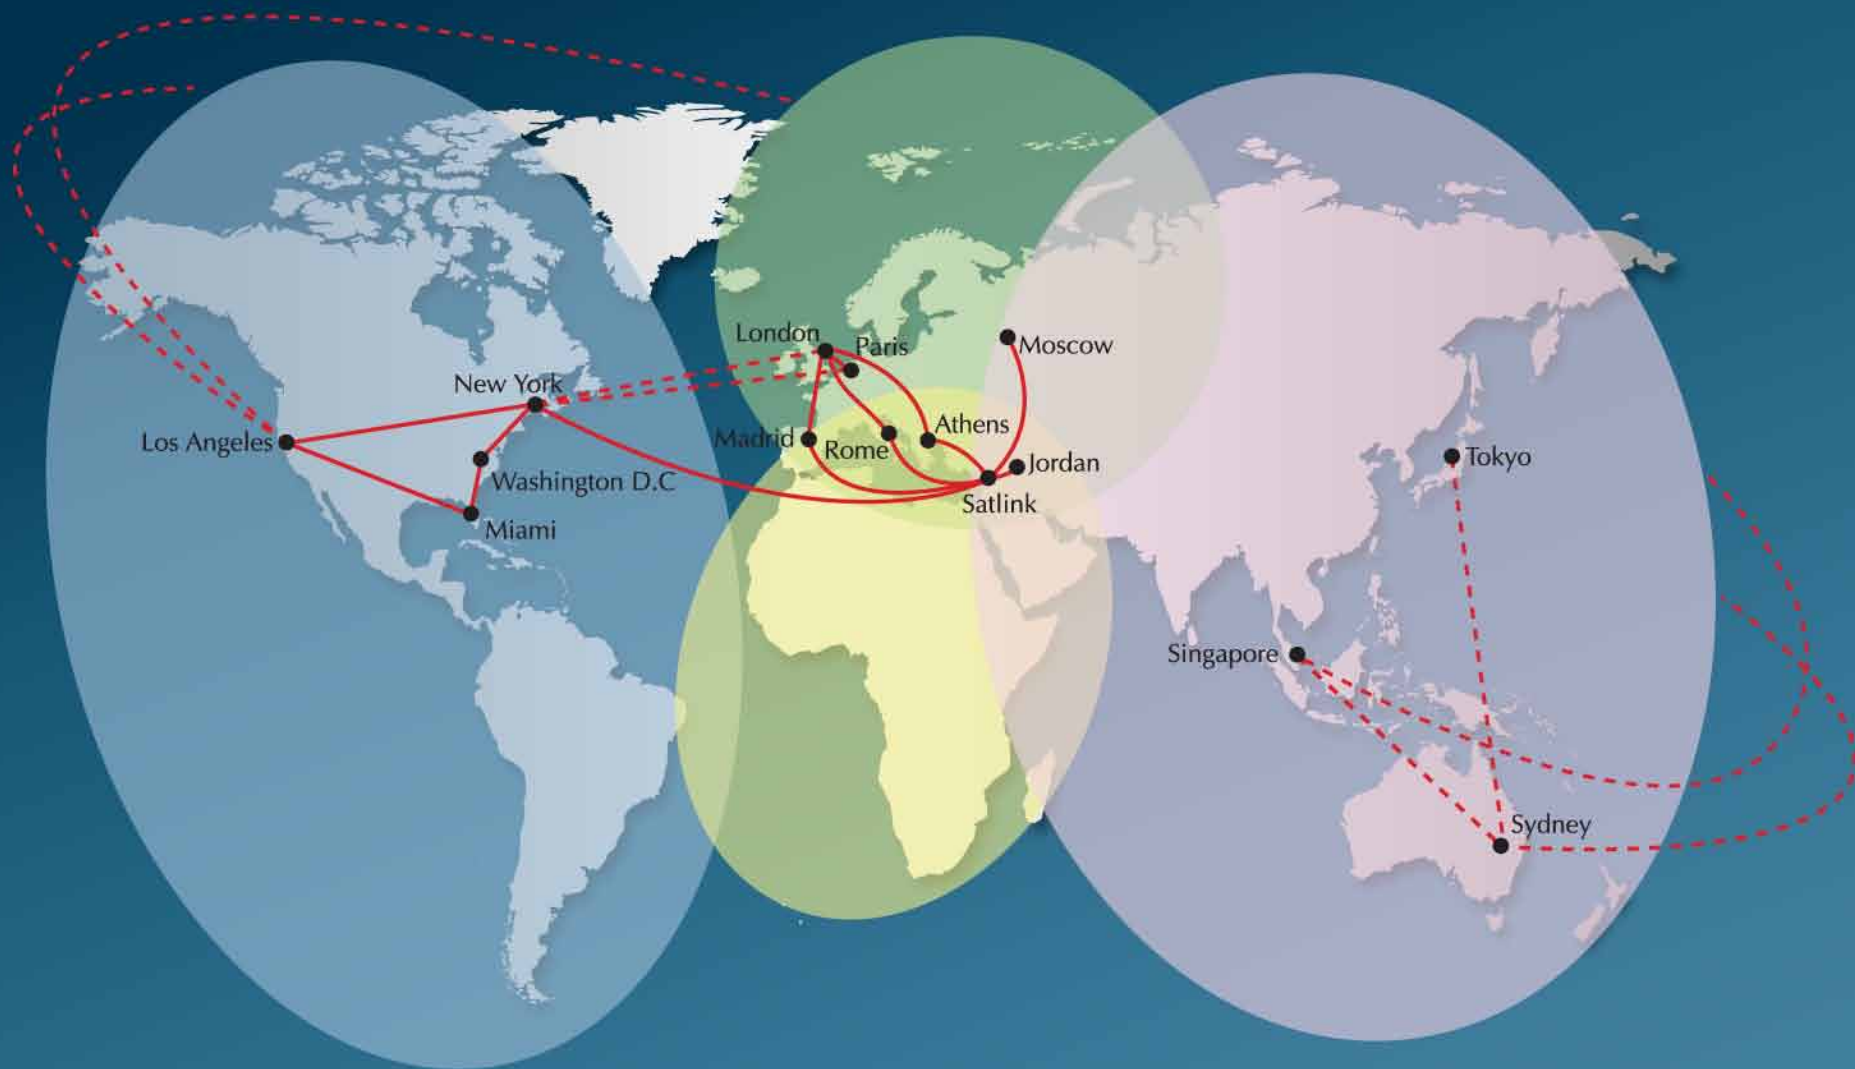 London
Paris
Moscow
New York
Madrid
Rome
Athens
Los Angeles
Jordan
Tokyo
Washington D.C
Satlink
Miami
Singapore
Sydney